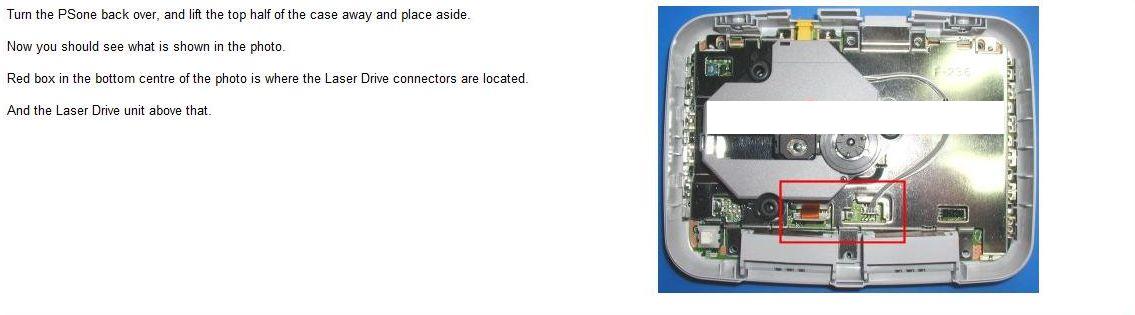 Turn the PSone back over, and lift the top half of the case away and place aside.
Now you should see what is shown in the photo.
Red box in the bottom centre of the photo is where the Laser Drive connectors are located.
And the Laser Drive unit above that.
F-236